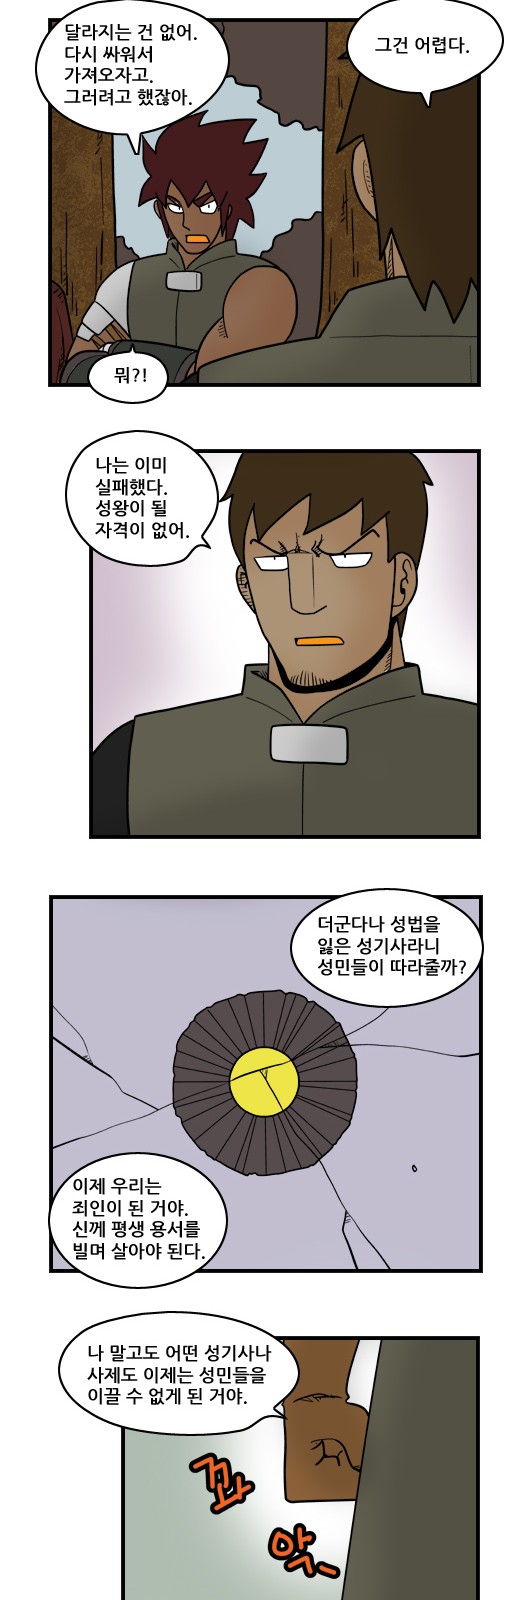 달라지는 건 없어.
다시 싸워서
가져오자고.
그러려고 했잖아.
그건 어렵다.
뭐?!
나는 이미
실패했다.
성왕이 될
자격이 없어.
더군다나 성법을
잃은 성기사라니
성민들이 따라줄까?
이제 우리는
죄인이 된 거야.
신께 평생 용서를
빌며 살아야 된다.
나 말고도 어떤 성기사나
사제도 이제는 성민들을
이끌 수 없게 된 거야.
꽈
악